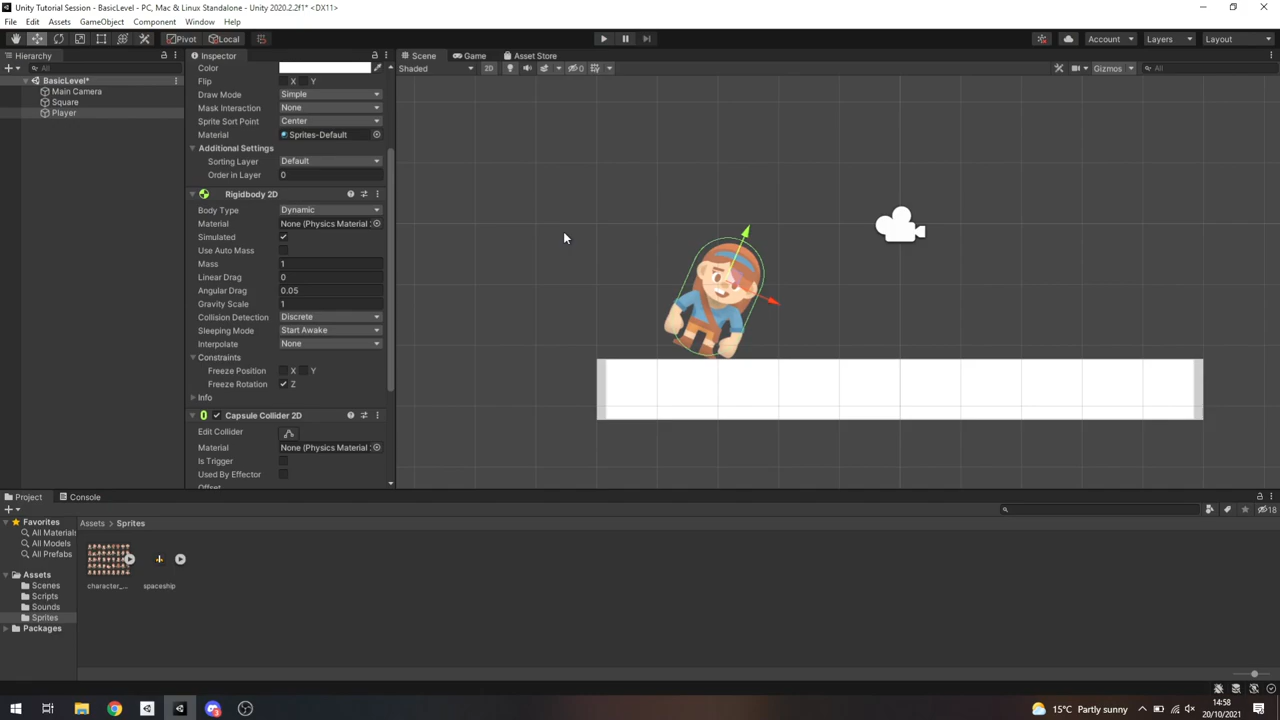 Unity Tutorial Session - BasicLevel - PC, Mac & Linux Standalone - Unity 2020.2.2f1* <DX11>
File Edit Assets GameObject Component Window Help
Pivot Local Account Layers Layout
Hierarchy
All
BasicLevel*
Main Camera
Square
Player
Inspector
Color
Flip X Y
Draw Mode Simple
Mask Interaction None
Sprite Sort Point Center
Material Sprites-Default
Additional Settings
Sorting Layer Default
Order in Layer 0
Rigidbody 2D
Body Type Dynamic
Material None (Physics Material
Simulated
Use Auto Mass
Mass 1
Linear Drag 0
Angular Drag 0.05
Gravity Scale 1
Collision Detection Discrete
Sleeping Mode Start Awake
Interpolate None
Constraints
Freeze Position X Y
Freeze Rotation Z
Info
Capsule Collider 2D
Edit Collider
Material None (Physics Material
Is Trigger
Used By Effector
Scene Game Asset Store
Shaded 2D 0 Gizmos All
Project Console
18
Favorites
All Materials
All Models
All Prefabs
Assets
Scenes
Scripts
Sounds
Sprites
Packages
Assets > Sprites
character_... spaceship
15°C Partly sunny
14:58
20/10/2021